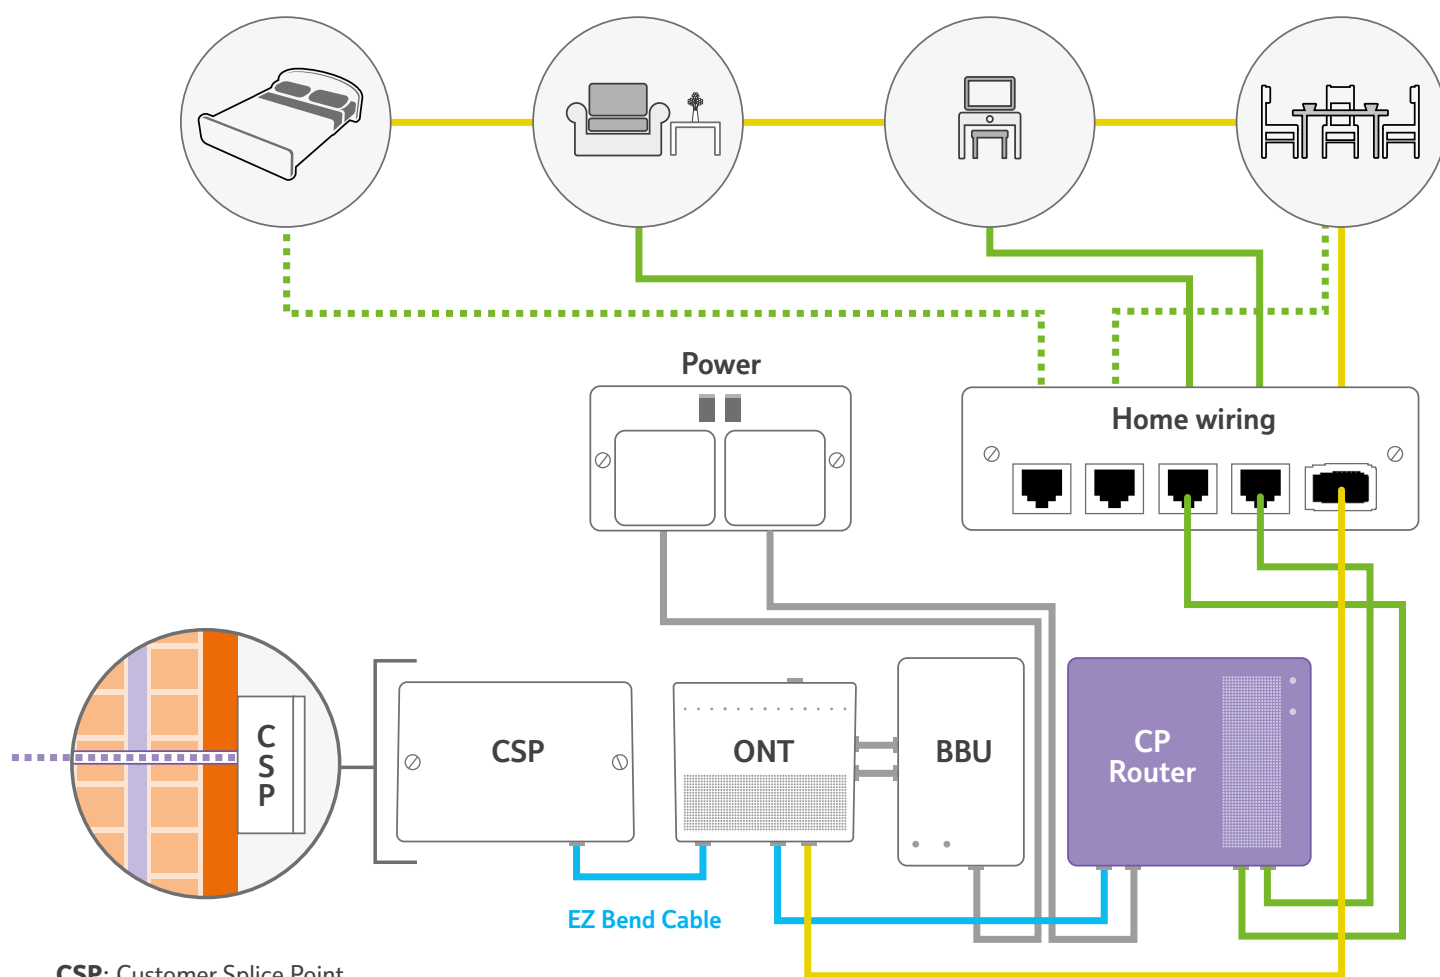 Power
Home wiring
C
S
P
CSP
ONT
BBU
CP
Router
EZ Bend Cable
CSP: Customer Splice Point